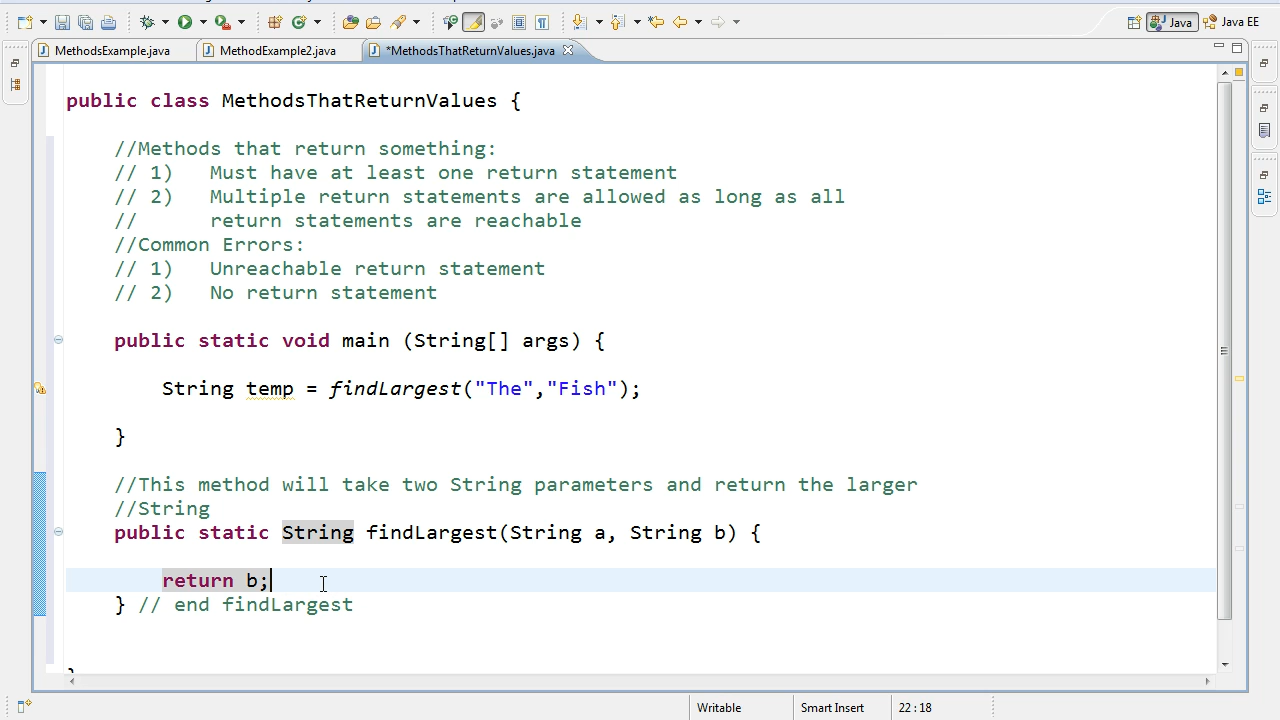 Java
Java EE
MethodsExample.java
MethodExample2.java
*MethodsThatReturnValues.java
public class MethodsThatReturnValues {
//Methods that return something:
// 1)   Must have at least one return statement
// 2)   Multiple return statements are allowed as long as all
//      return statements are reachable
//Common Errors:
// 1)   Unreachable return statement
// 2)   No return statement
public static void main (String[] args) {
String temp = findLargest("The","Fish");
}
//This method will take two String parameters and return the larger
//String
public static String findLargest(String a, String b) {
return b;
} // end findLargest
Writable
Smart Insert
22 : 18